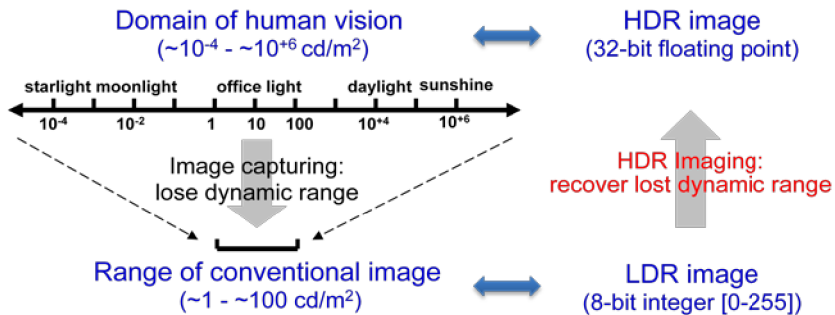 Domain of human vision
(~10⁻⁴ - ~10⁺⁶ cd/m²)
HDR image
(32-bit floating point)
starlight moonlight office light daylight sunshine
10⁻⁴ 10⁻² 1 10 100 10⁺⁴ 10⁺⁶
Image capturing:
lose dynamic range
HDR Imaging:
recover lost dynamic range
Range of conventional image
(~1 - ~100 cd/m²)
LDR image
(8-bit integer [0-255])